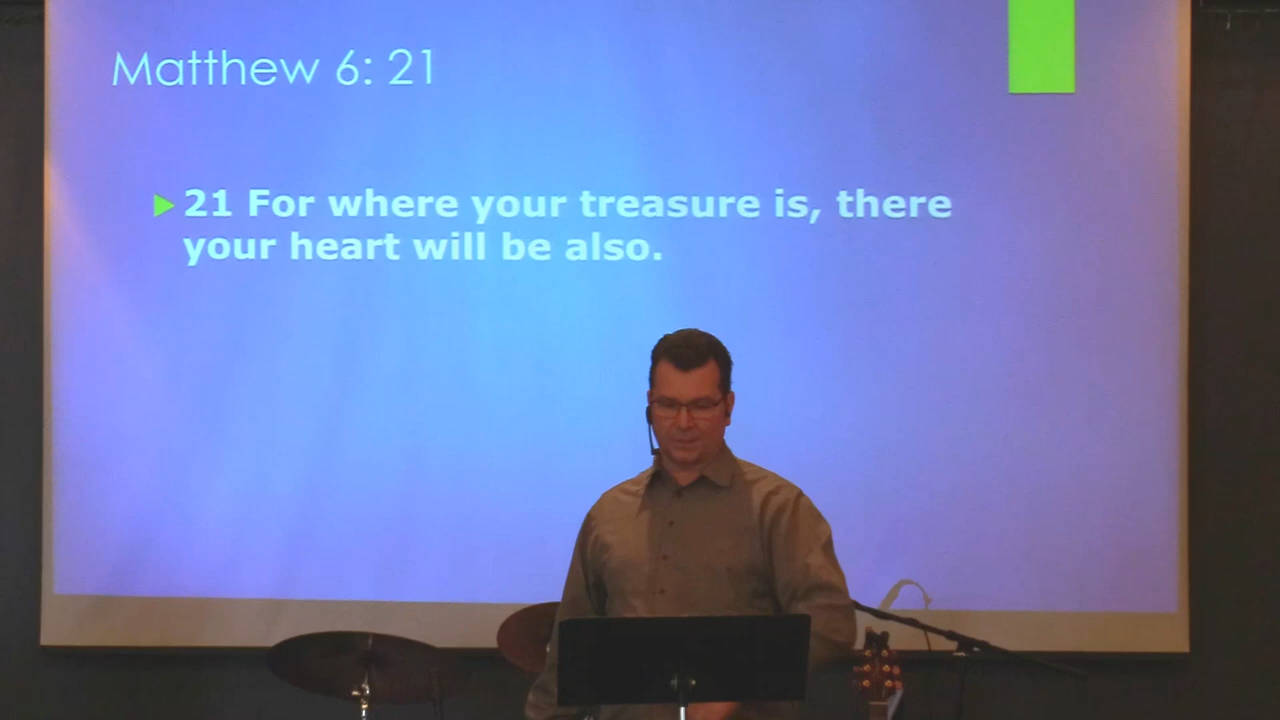 Matthew 6: 21
21 For where your treasure is, there
your heart will be also.